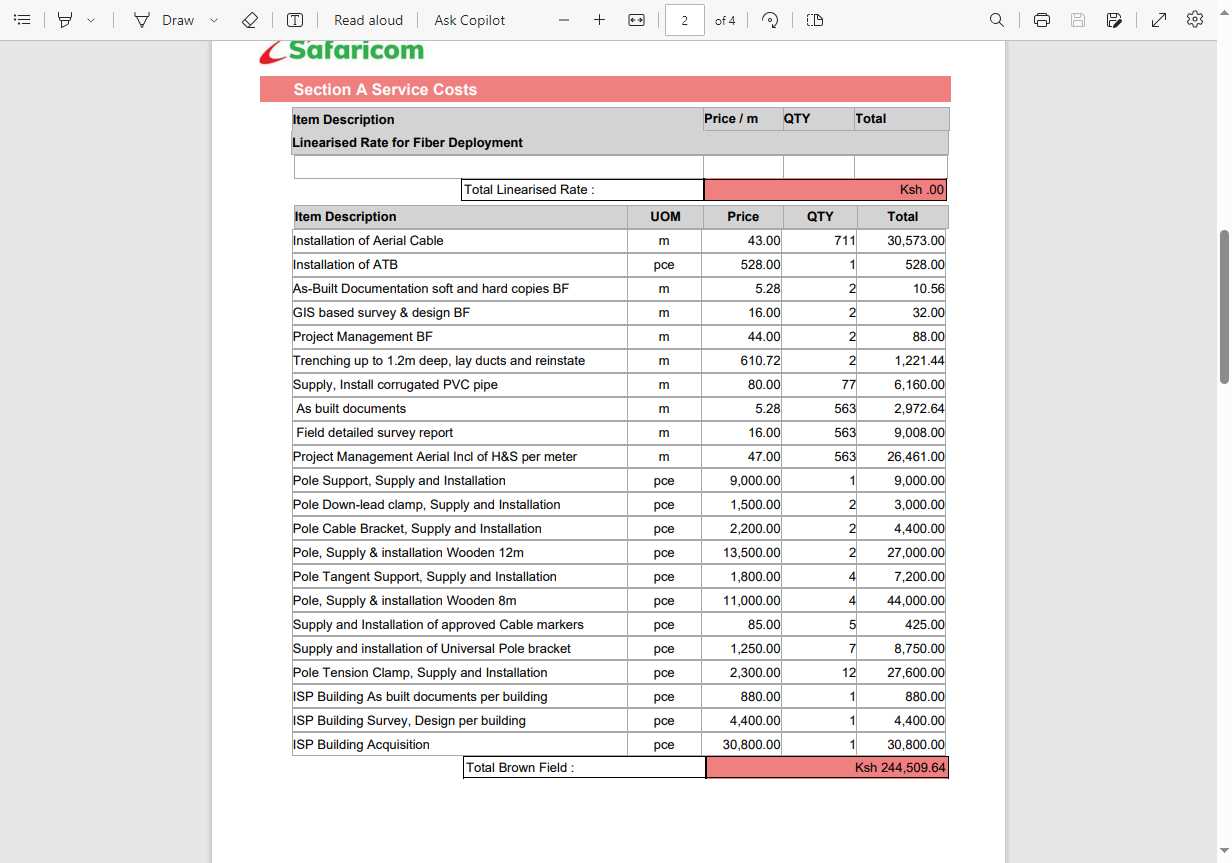 Draw Read aloud Ask Copilot 2 of 4
Safaricom
Section A Service Costs
Item Description Price / m QTY Total
Linearised Rate for Fiber Deployment
Total Linearised Rate : Ksh .00
Item Description UOM Price QTY Total
Installation of Aerial Cable m 43.00 711 30,573.00
Installation of ATB pce 528.00 1 528.00
As-Built Documentation soft and hard copies BF m 5.28 2 10.56
GIS based survey & design BF m 16.00 2 32.00
Project Management BF m 44.00 2 88.00
Trenching up to 1.2m deep, lay ducts and reinstate m 610.72 2 1,221.44
Supply, Install corrugated PVC pipe m 80.00 77 6,160.00
As built documents m 5.28 563 2,972.64
Field detailed survey report m 16.00 563 9,008.00
Project Management Aerial Incl of H&S per meter m 47.00 563 26,461.00
Pole Support, Supply and Installation pce 9,000.00 1 9,000.00
Pole Down-lead clamp, Supply and Installation pce 1,500.00 2 3,000.00
Pole Cable Bracket, Supply and Installation pce 2,200.00 2 4,400.00
Pole, Supply & installation Wooden 12m pce 13,500.00 2 27,000.00
Pole Tangent Support, Supply and Installation pce 1,800.00 4 7,200.00
Pole, Supply & installation Wooden 8m pce 11,000.00 4 44,000.00
Supply and Installation of approved Cable markers pce 85.00 5 425.00
Supply and installation of Universal Pole bracket pce 1,250.00 7 8,750.00
Pole Tension Clamp, Supply and Installation pce 2,300.00 12 27,600.00
ISP Building As built documents per building pce 880.00 1 880.00
ISP Building Survey, Design per building pce 4,400.00 1 4,400.00
ISP Building Acquisition pce 30,800.00 1 30,800.00
Total Brown Field : Ksh 244,509.64